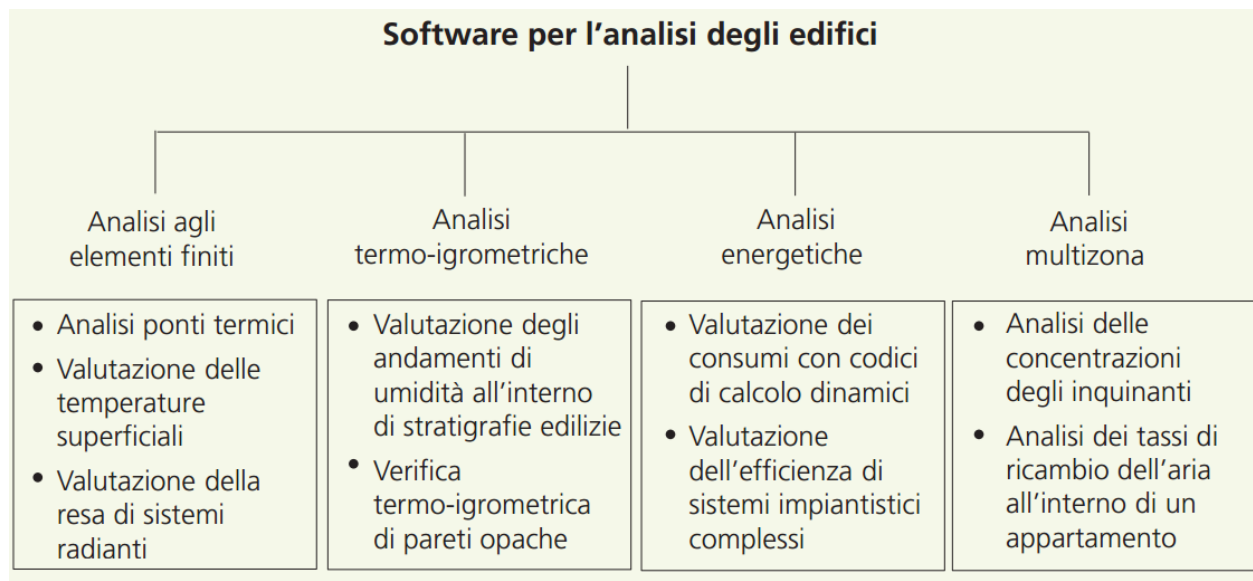 Software per l'analisi degli edifici
Analisi agli
elementi finiti
• Analisi ponti termici
• Valutazione delle
temperature
superficiali
• Valutazione della
resa di sistemi
radianti
Analisi
termo-igrometriche
• Valutazione degli
andamenti di
umidità all'interno
di stratigrafie edilizie
• Verifica
termo-igrometrica
di pareti opache
Analisi
energetiche
• Valutazione dei
consumi con codici
di calcolo dinamici
• Valutazione
dell'efficienza di
sistemi impiantistici
complessi
Analisi
multizona
• Analisi delle
concentrazioni
degli inquinanti
• Analisi dei tassi di
ricambio dell'aria
all'interno di un
appartamento